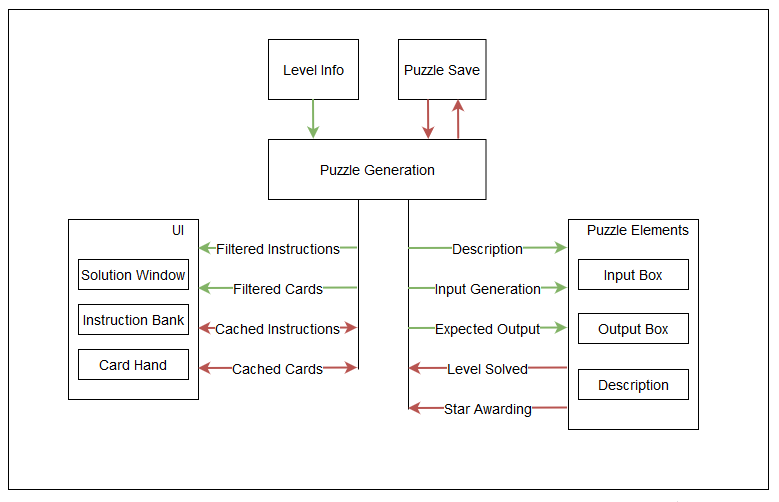 Level Info
Puzzle Save
Puzzle Generation
UI
Solution Window
Instruction Bank
Card Hand
Filtered Instructions
Filtered Cards
Cached Instructions
Cached Cards
Description
Input Generation
Expected Output
Level Solved
Star Awarding
Puzzle Elements
Input Box
Output Box
Description